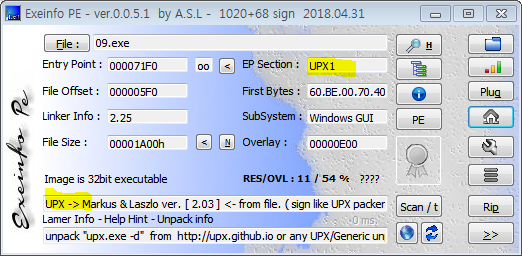 Exeinfo PE - ver.0.0.5.1 by A.S.L - 1020+68 sign 2018.04.31
File : 09.exe H
Entry Point : 000071F0 oo < EP Section : UPX1
File Offset : 000005F0 First Bytes : 60.BE.00.70.40 Plug
Linker Info : 2.25 SubSystem : Windows GUI PE
File Size : 00001A00h < N Overlay : 00000E00
Image is 32bit executable RES/OVL : 11 / 54 % ????
UPX -> Markus & Laszlo ver. [ 2.03 ] <- from file. ( sign like UPX packer Scan / t Rip
Lamer Info - Help Hint - Unpack info -0 ms
unpack "upx.exe -d" from http://upx.github.io or any UPX/Generic un >>
Exeinfo Pe